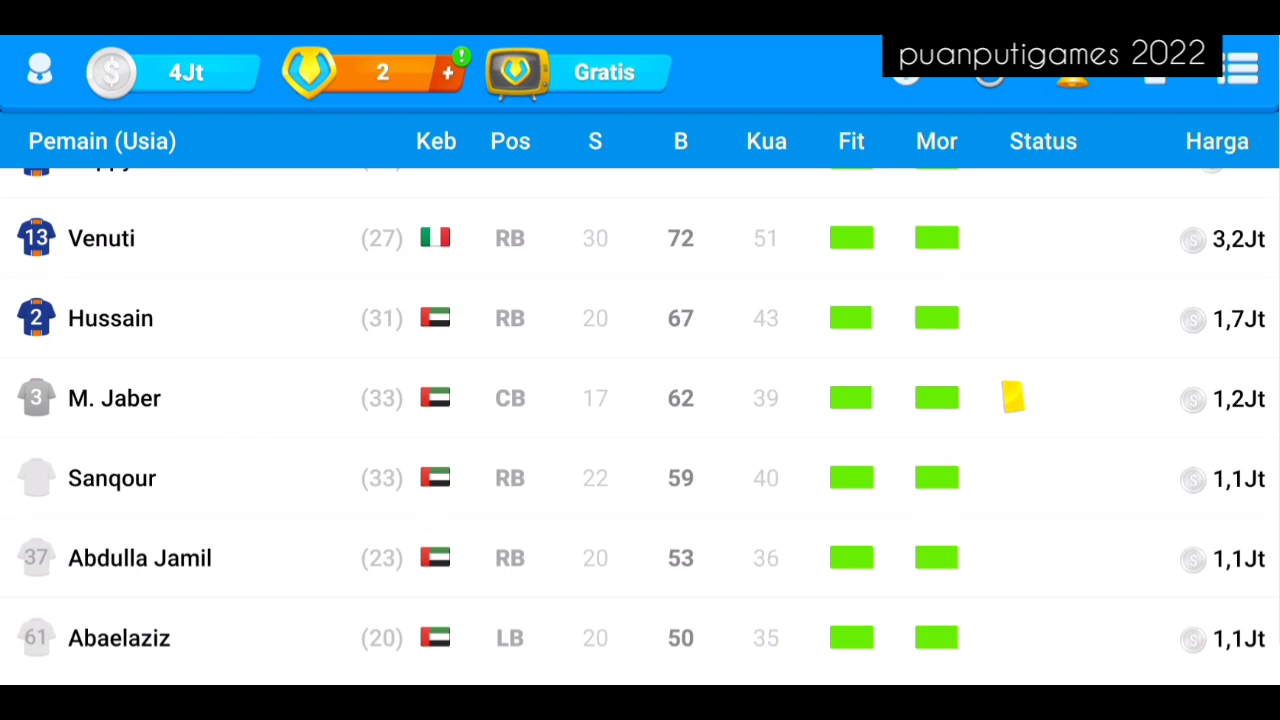 4Jt 2 + Gratis puanputigames 2022
Pemain (Usia) Keb Pos S B Kua Fit Mor Status Harga
13 Venuti (27) RB 30 72 51 3,2Jt
2 Hussain (31) RB 20 67 43 1,7Jt
3 M. Jaber (33) CB 17 62 39 1,2Jt
Sanqour (33) RB 22 59 40 1,1Jt
37 Abdulla Jamil (23) RB 20 53 36 1,1Jt
61 Abaelaziz (20) LB 20 50 35 1,1Jt